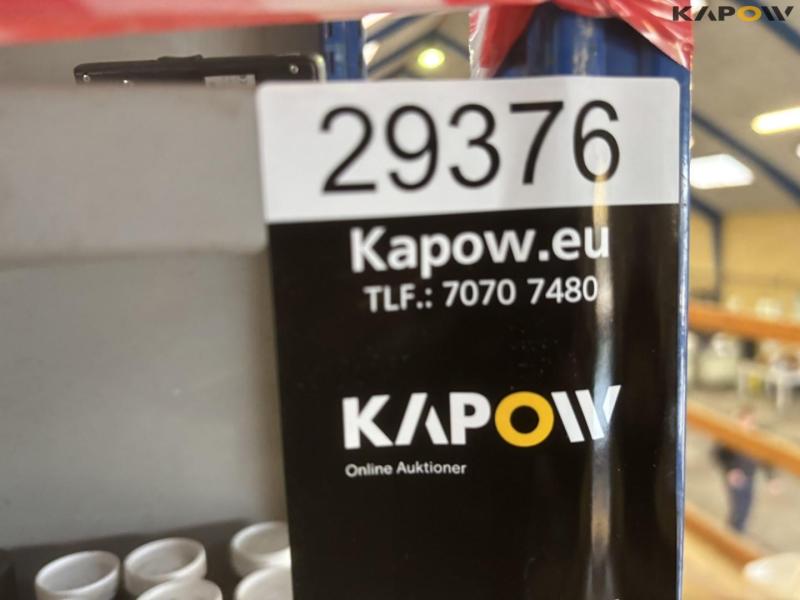 KAPOW
29376
Kapow.eu
TLF.: 7070 7480
KAPOW
Online Auktioner